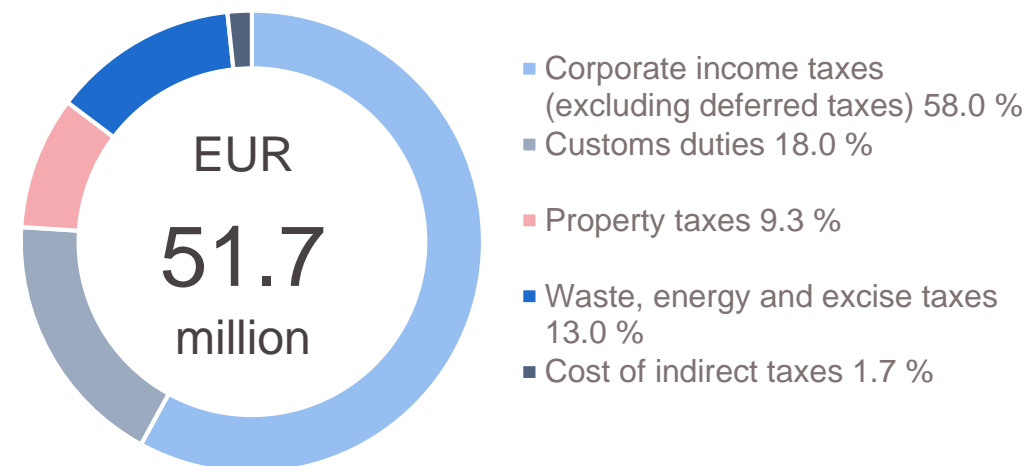 EUR
51.7
million
Corporate income taxes
(excluding deferred taxes) 58.0 %
Customs duties 18.0 %
Property taxes 9.3 %
Waste, energy and excise taxes
13.0 %
Cost of indirect taxes 1.7 %